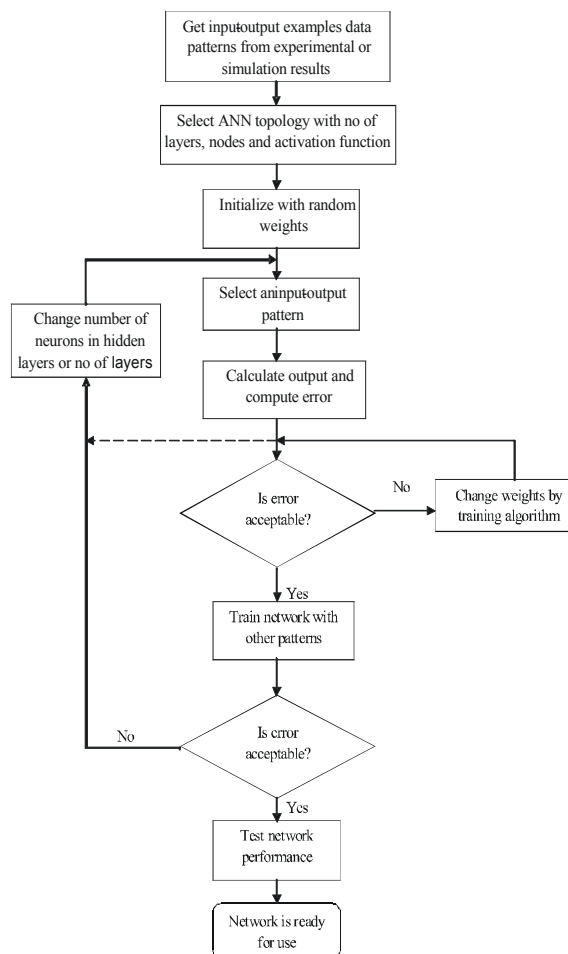 Get input-output examples data
patterns from experimental or
simulation results
Select ANN topology with no of
layers, nodes and activation function
Initialize with random
weights
Select aninput-output
pattern
Change number of
neurons in hidden
layers or no of layers
Calculate output and
compute error
Is error
acceptable?
No
Change weights by
training algorithm
Yes
Train network with
other patterns
Is error
acceptable?
No
Yes
Test network
performance
Network is ready
for use